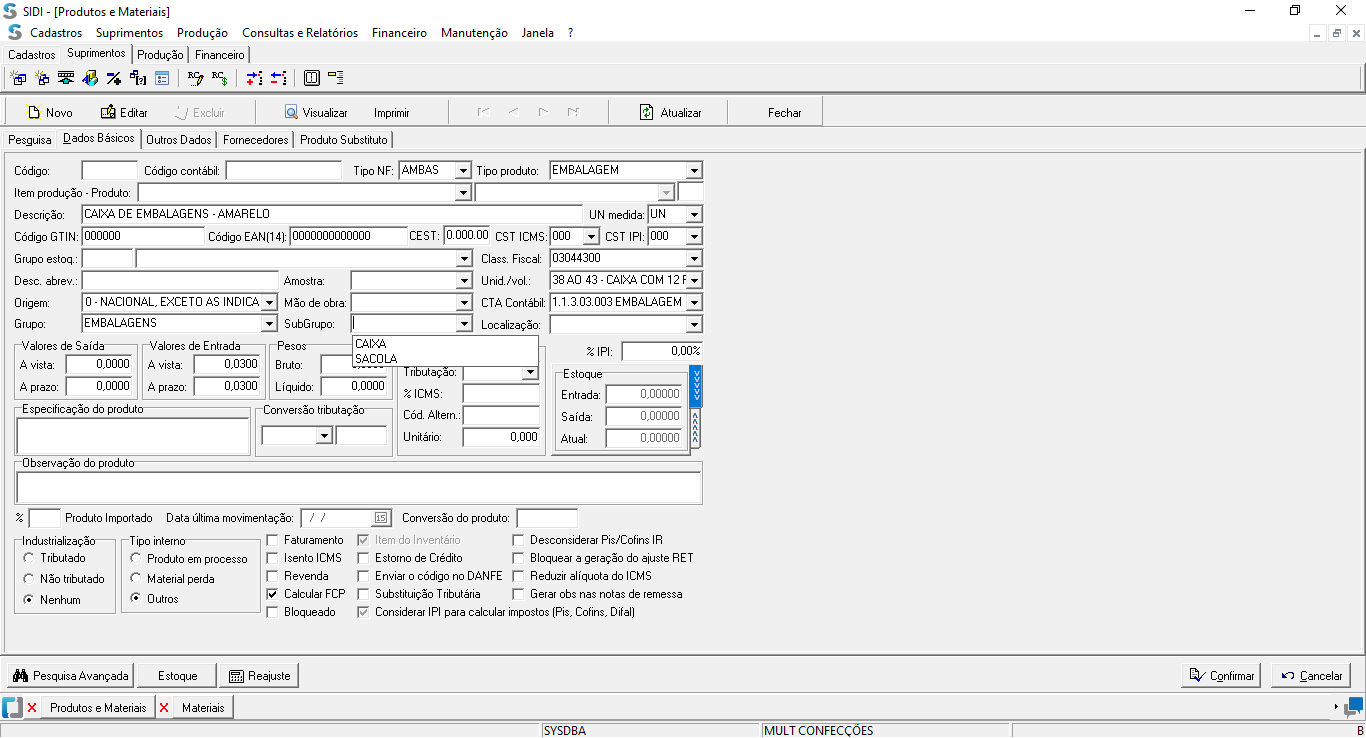 SIDI - [Produtos e Materiais]
Cadastros Suprimentos Produção Consultas e Relatórios Financeiro Manutenção Janela ?
Cadastros Suprimentos Produção Financeiro
Novo Editar Excluir Visualizar Imprimir Atualizar Fechar
Pesquisa Dados Básicos Outros Dados Fornecedores Produto Substituto
Código: Código contábil: Tipo NF: AMBAS Tipo produto: EMBALAGEM
Item produção - Produto:
Descrição: CAIXA DE EMBALAGENS - AMARELO UN medida: UN
Código GTIN: 000000 Código EAN(14): 0000000000000 CEST: 0.000.00 CST ICMS: 000 CST IPI: 000
Grupo estoq.: Class. Fiscal: 03044300
Desc. abrev.: Amostra: Unid./vol.: 38 AO 43 - CAIXA COM 12 F
Origem: 0 - NACIONAL, EXCETO AS INDICA Mão de obra: CTA Contábil: 1.1.3.03.003 EMBALAGEM
Grupo: EMBALAGENS SubGrupo: Localização:
CAIXA
SACOLA
Valores de Saída Valores de Entrada Pesos % IPI: 0,00%
A vista: 0,0000 A vista: 0,0300 Bruto: Tributação: Estoque
A prazo: 0,0000 A prazo: 0,0300 Líquido: 0,0000 % ICMS: Entrada: 0,00000
Especificação do produto Conversão tributação Cód. Altern.: Saída: 0,00000
Unitário: 0,000 Atual: 0,00000
Observação do produto
% Produto Importado Data última movimentação: / / 15 Conversão do produto:
Industrialização Tipo interno Faturamento Item do Inventário Desconsiderar Pis/Cofins IR
Tributado Produto em processo Isento ICMS Estorno de Crédito Bloquear a geração do ajuste RET
Não tributado Material perda Revenda Enviar o código no DANFE Reduzir alíquota do ICMS
Nenhum Outros Calcular FCP Substituição Tributária Gerar obs nas notas de remessa
Bloqueado Considerar IPI para calcular impostos (Pis, Cofins, Difal)
Pesquisa Avançada Estoque Reajuste Confirmar Cancelar
Produtos e Materiais Materiais
SYSDBA MULT CONFECÇÕES B